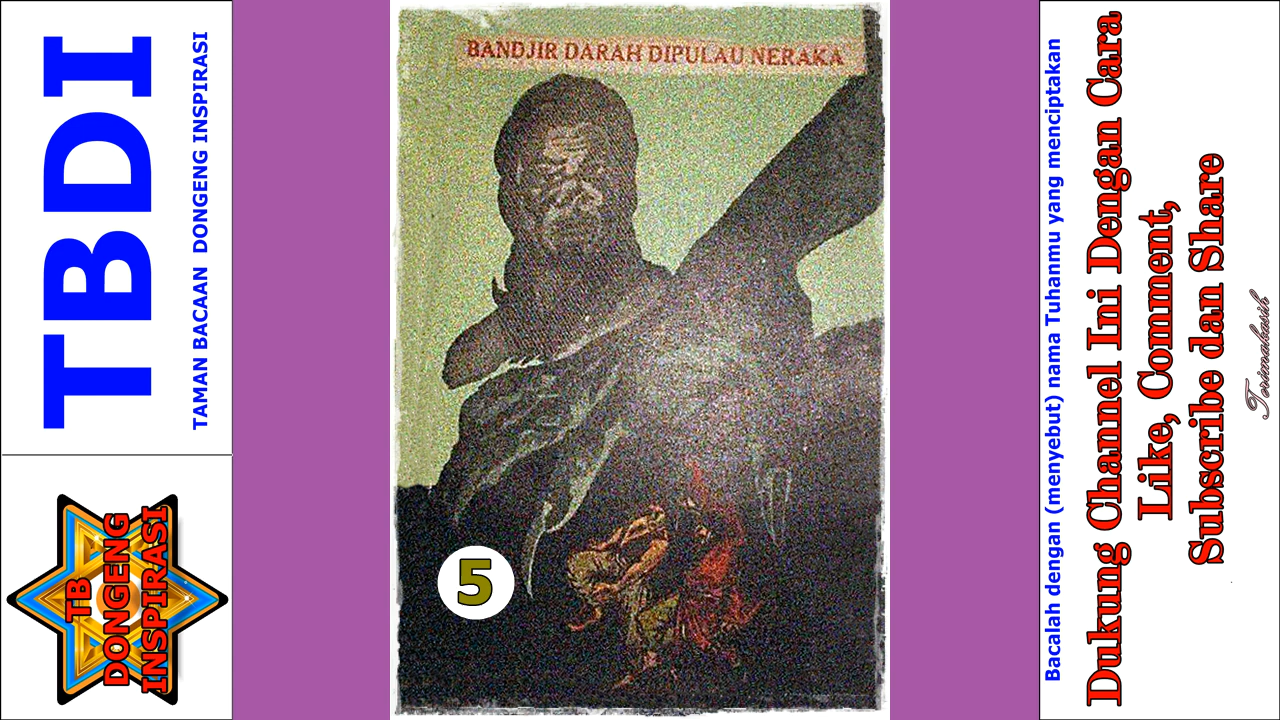 TBDI
TAMAN BACAAN DONGENG INSPIRASI
TB
DONGENG
INSPIRASI
BANDJIR DARAH DIPULAU NERAKA
5
Bacalah dengan (menyebut) nama Tuhanmu yang menciptakan
Dukung Channel Ini Dengan Cara
Like, Comment,
Subscribe dan Share
Terimakasih